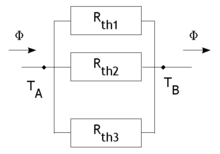 R_th1
Φ
Φ
R_th2
T_A
T_B
R_th3